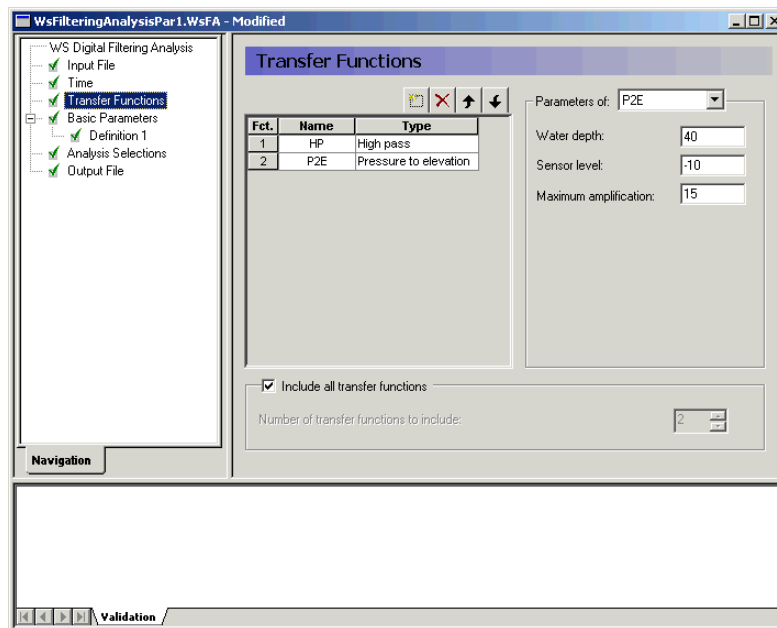 WsFilteringAnalysisPar1.WsFA - Modified
WS Digital Filtering Analysis
Input File
Time
Transfer Functions
Basic Parameters
Definition 1
Analysis Selections
Output File
Navigation
Transfer Functions
Fct. Name Type
1 HP High pass
2 P2E Pressure to elevation
Parameters of: P2E
Water depth: 40
Sensor level: -10
Maximum amplification: 15
Include all transfer functions
Number of transfer functions to include: 2
Validation